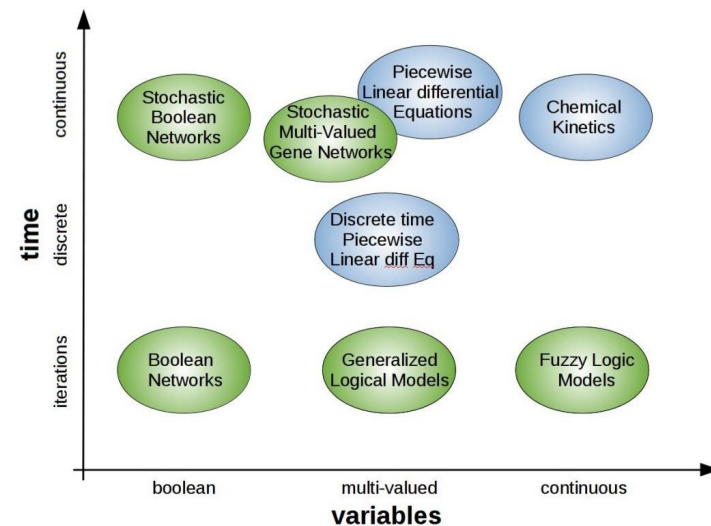 continuous
Stochastic
Boolean
Networks
Stochastic
Multi-Valued
Gene Networks
Piecewise
Linear differential
Equations
Chemical
Kinetics
time
discrete
Discrete time
Piecewise
Linear diff Eq
iterations
Boolean
Networks
Generalized
Logical Models
Fuzzy Logic
Models
boolean
multi-valued
continuous
variables